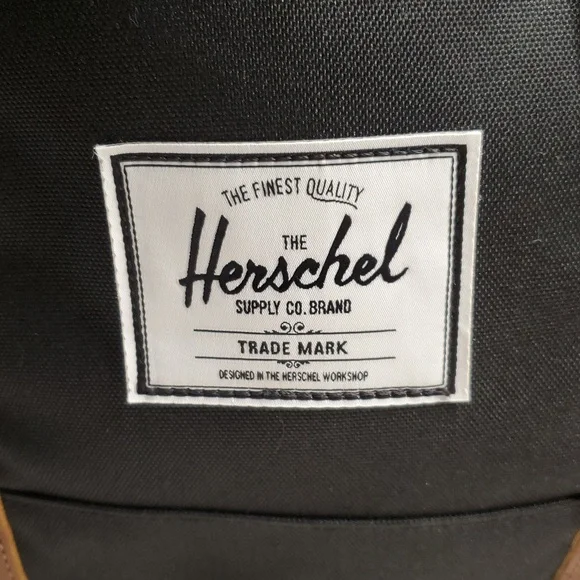 THE FINEST QUALITY
THE
Herschel
SUPPLY CO. BRAND
TRADE MARK
DESIGNED IN THE HERSCHEL WORKSHOP